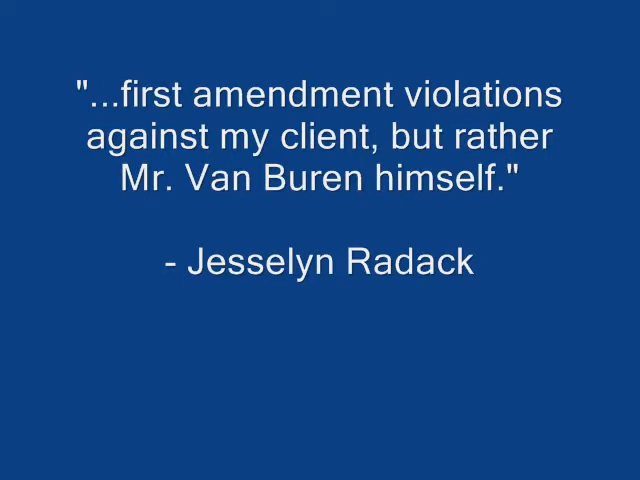 "...first amendment violations
against my client, but rather
Mr. Van Buren himself."
- Jesselyn Radack